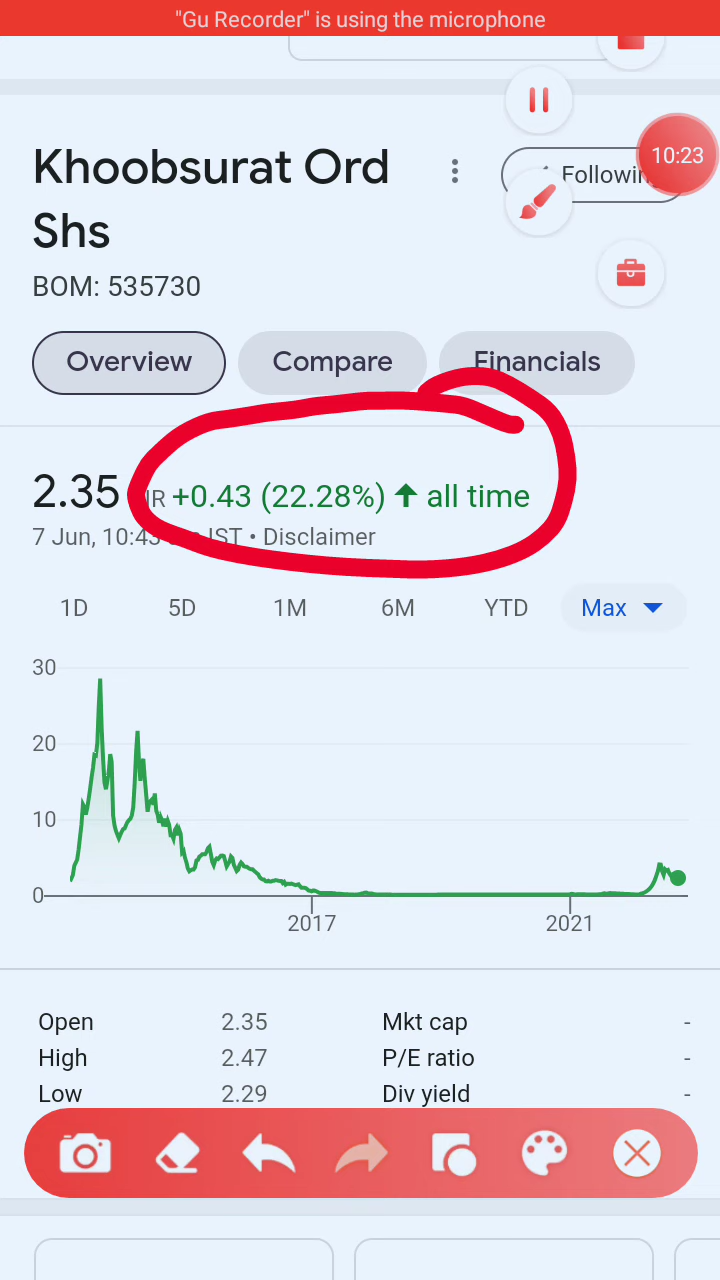 "Gu Recorder" is using the microphone
10:23
Khoobsurat Ord
Shs
BOM: 535730
Overview
Compare
Financials
2.35 +0.43 (22.28%) all time
7 Jun, 10:43 IST • Disclaimer
1D
5D
1M
6M
YTD
Max
30
20
10
0
2017
2021
Open 2.35
Mkt cap -
High 2.47
P/E ratio -
Low 2.29
Div yield -